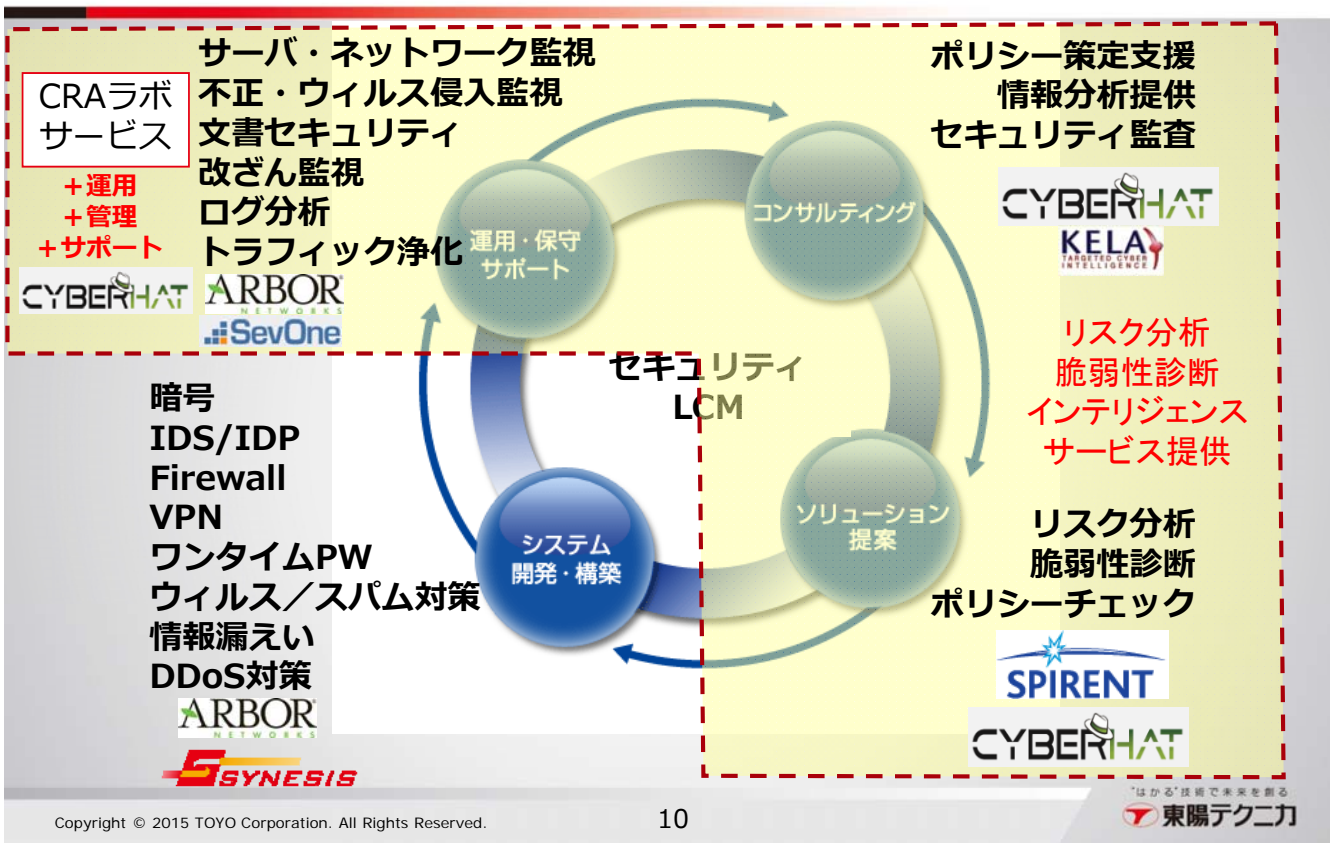 CRAラボ
サービス
+運用
+管理
+サポート
CYBERHAT
サーバ・ネットワーク監視
不正・ウィルス侵入監視
文書セキュリティ
改ざん監視
ログ分析
トラフィック浄化
ARBOR
NETWORKS
SevOne
運用・保守
サポート
コンサルティング
ポリシー策定支援
情報分析提供
セキュリティ監査
CYBERHAT
KELA
TARGETED CYBER
INTELLIGENCE
リスク分析
脆弱性診断
インテリジェンス
サービス提供
セキュリティ
LCM
暗号
IDS/IDP
Firewall
VPN
ワンタイムPW
ウィルス／スパム対策
情報漏えい
DDoS対策
ARBOR
NETWORKS
SYNESIS
システム
開発・構築
ソリューション
提案
リスク分析
脆弱性診断
ポリシーチェック
SPIRENT
CYBERHAT
Copyright © 2015 TOYO Corporation. All Rights Reserved.
10
"はかる"技術で未来を創る
東陽テクニカ